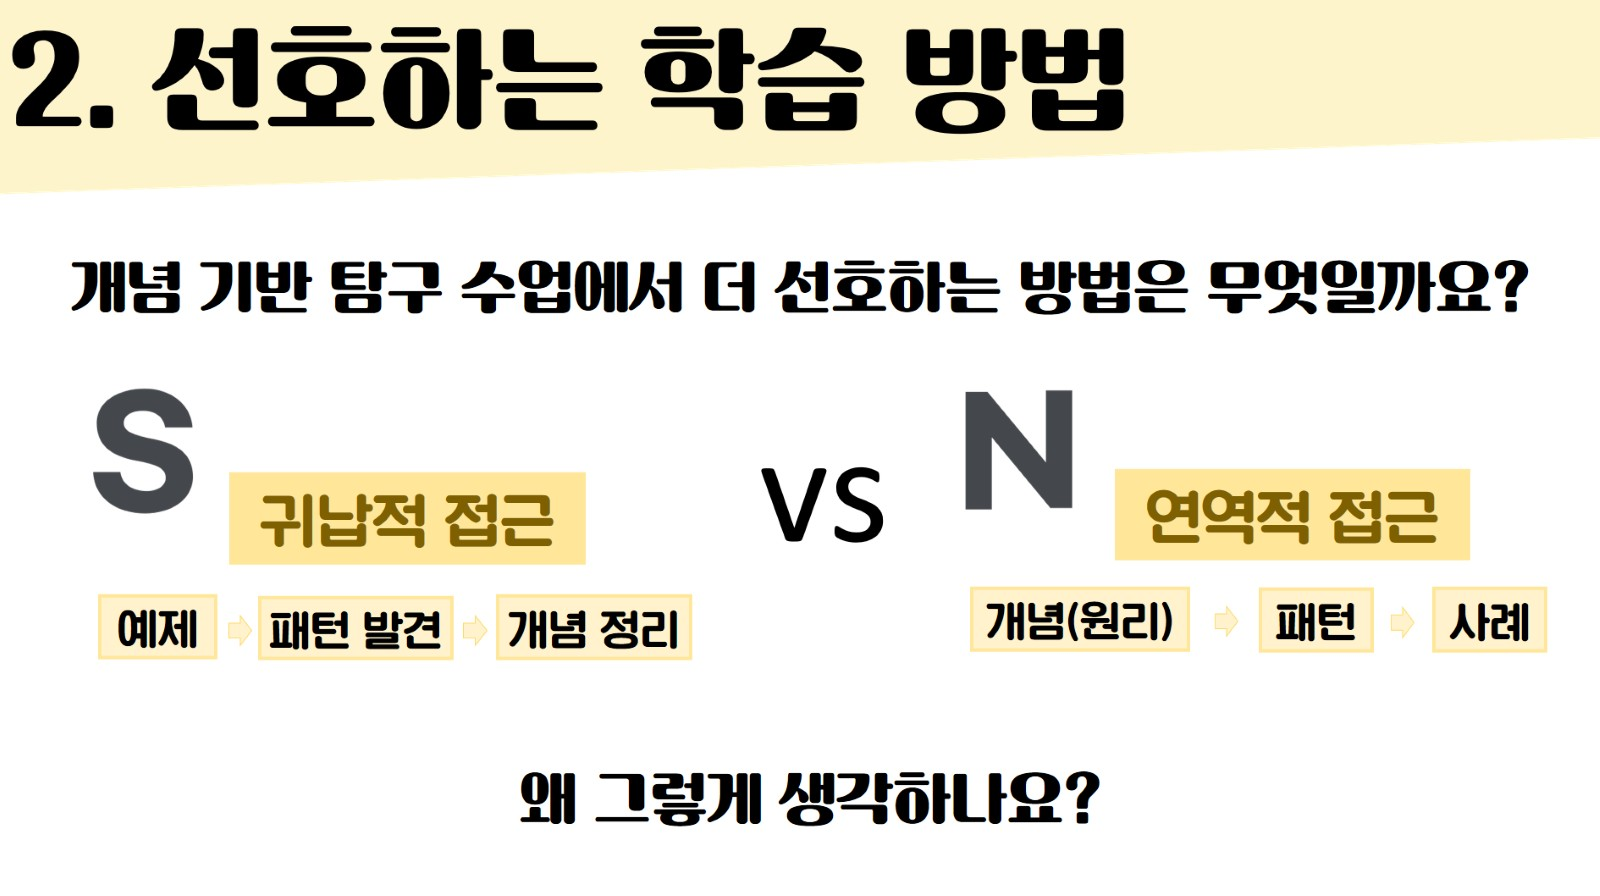 2. 선호하는 학습 방법
개념 기반 탐구 수업에서 더 선호하는 방법은 무엇일까요?
S 귀납적 접근
예제 패턴 발견 개념 정리
VS
N 연역적 접근
개념(원리) 패턴 사례
왜 그렇게 생각하나요?